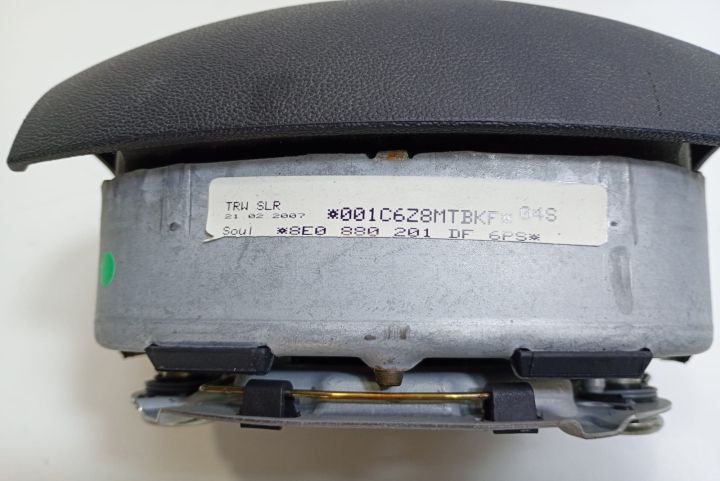 TRW SLR
21 02 2007 *001C6Z8MTBKF* 04S
Soul *8E0 880 201 DF 6PS*